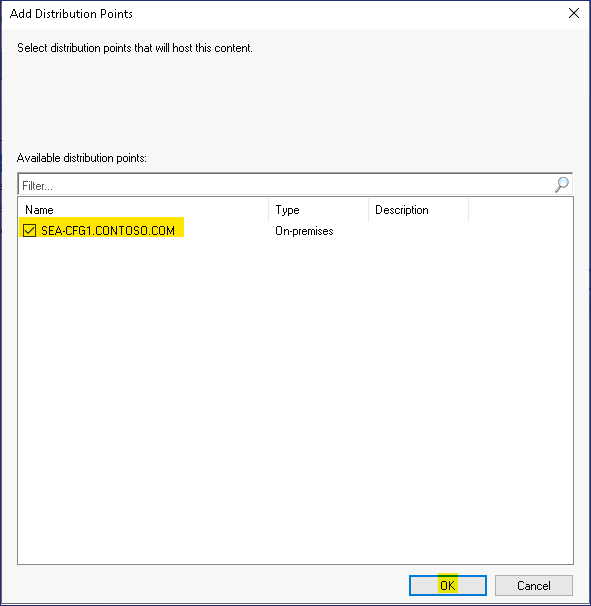 Add Distribution Points
Select distribution points that will host this content.
Available distribution points:
Filter...
Name Type Description
SEA-CFG1.CONTOSO.COM On-premises
OK Cancel